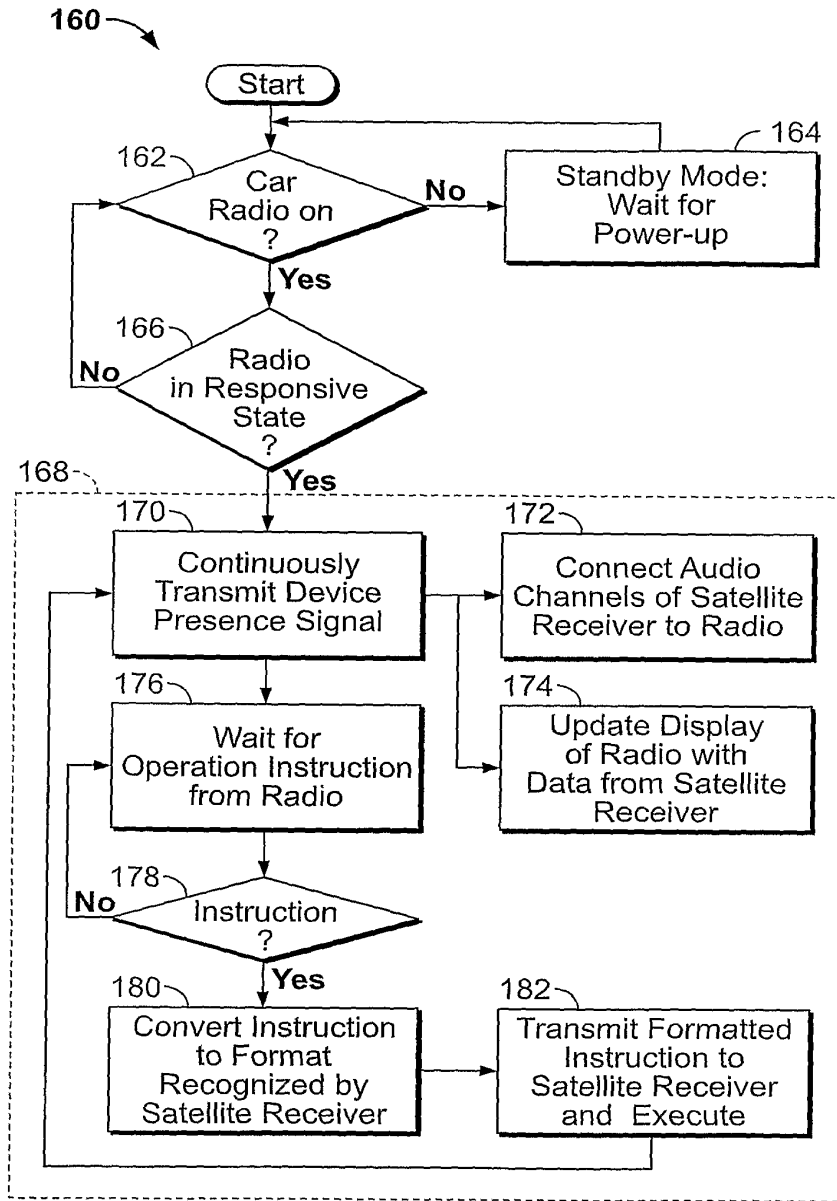 160
Start
162
Car
Radio on
?
No
Yes
164
Standby Mode:
Wait for
Power-up
166
Radio
in Responsive
State
?
No
Yes
168
170
Continuously
Transmit Device
Presence Signal
172
Connect Audio
Channels of Satellite
Receiver to Radio
174
Update Display
of Radio with
Data from Satellite
Receiver
176
Wait for
Operation Instruction
from Radio
178
Instruction
?
No
Yes
180
Convert Instruction
to Format
Recognized by
Satellite Receiver
182
Transmit Formatted
Instruction to
Satellite Receiver
and Execute